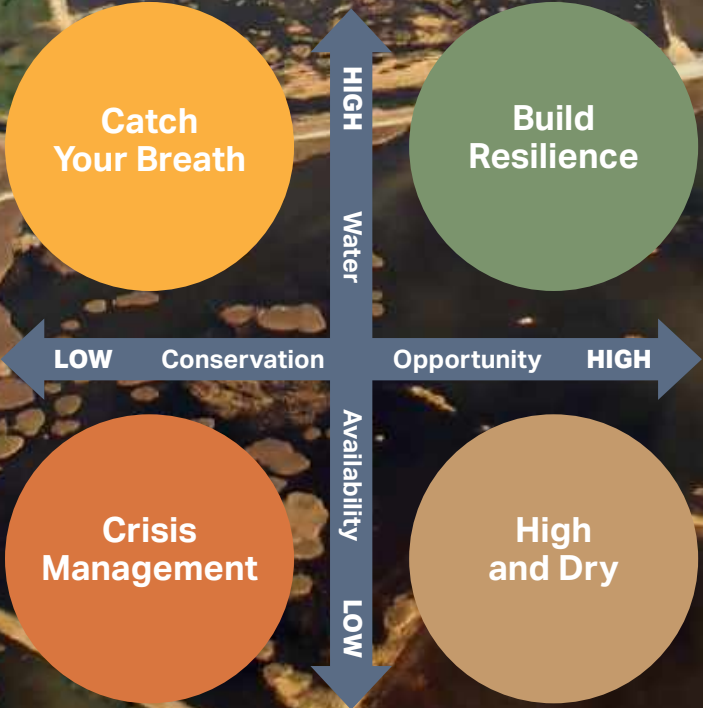 Catch
Your Breath
HIGH
Water
Build
Resilience
LOW Conservation Opportunity HIGH
Availability
LOW
Crisis
Management
High
and Dry